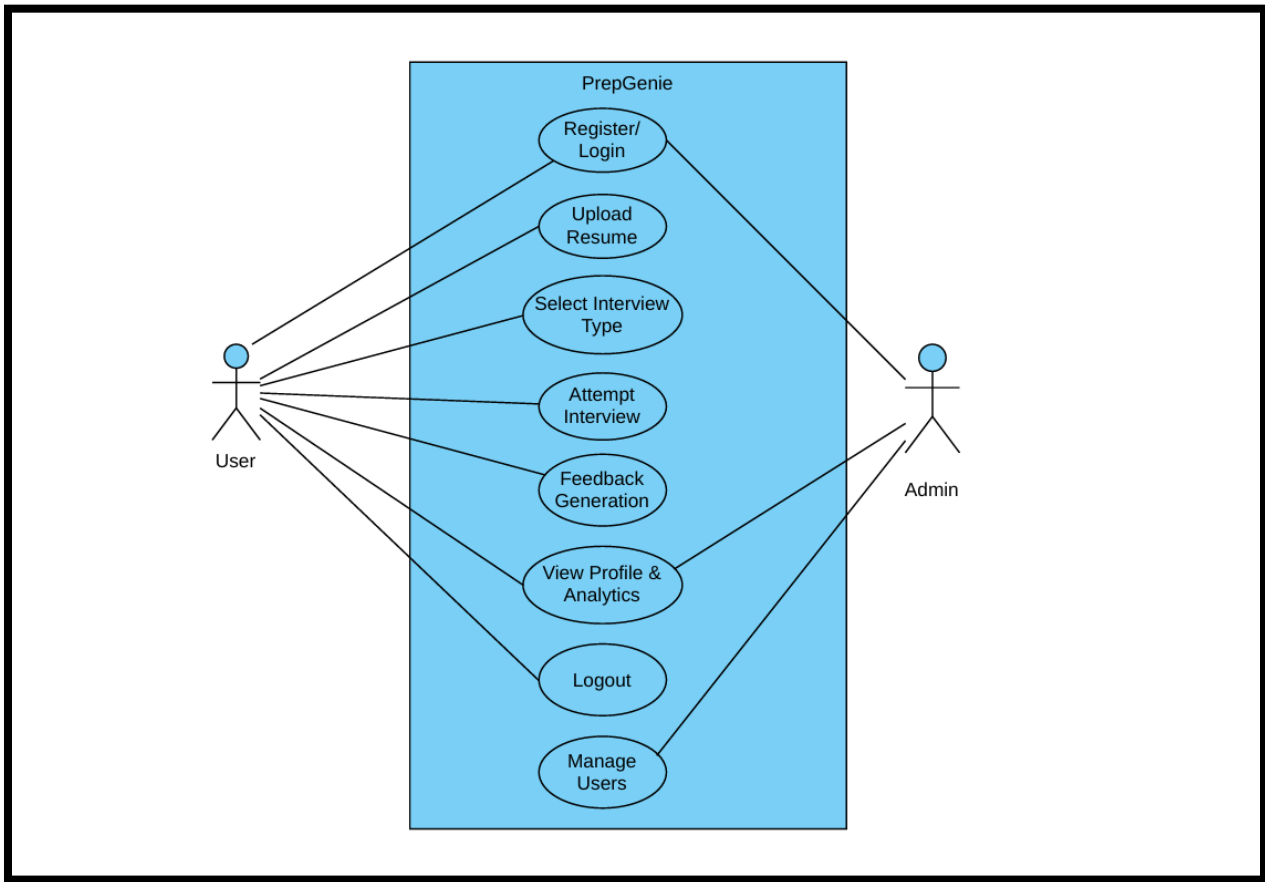 PrepGenie
Register/
Login
Upload
Resume
Select Interview
Type
Attempt
Interview
Feedback
Generation
View Profile &
Analytics
Logout
Manage
Users
User
Admin